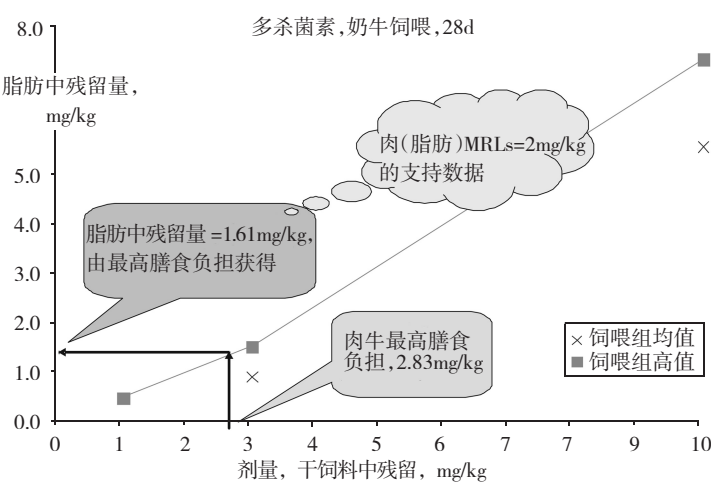 多杀菌素,奶牛饲喂,28d
8.0
脂肪中残留量,
mg/kg
5.0
4.0
3.0
2.0
1.0
0.0
肉(脂肪)MRLs=2mg/kg
的支持数据
脂肪中残留量=1.61mg/kg,
由最高膳食负担获得
肉牛最高膳食
负担,2.83mg/kg
× 饲喂组均值
■ 饲喂组高值
0 1 2 3 4 5 6 7 7 9 10
剂量, 干饲料中残留, mg/kg